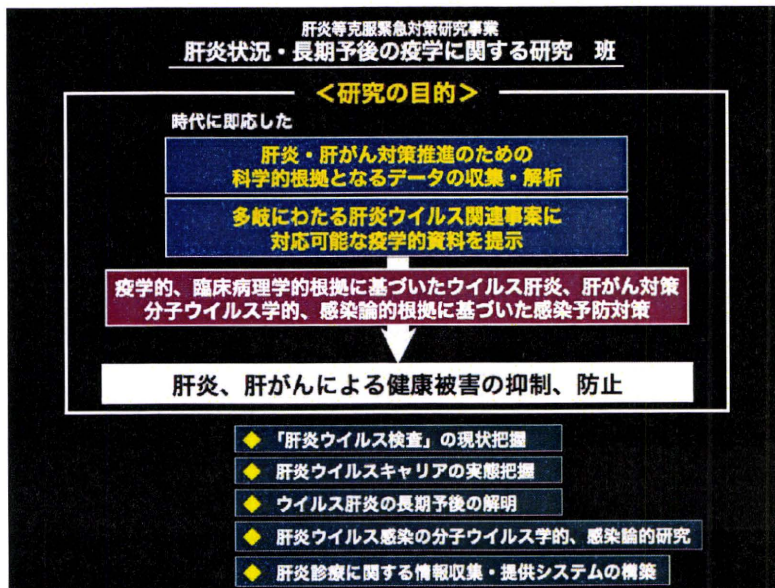 肝炎等克服緊急対策研究事業
肝炎状況・長期予後の疫学に関する研究 班
＜研究の目的＞
時代に即応した
肝炎・肝がん対策推進のための
科学的根拠となるデータの収集・解析
多岐にわたる肝炎ウイルス関連事案に
対応可能な疫学的資料を提示
疫学的、臨床病理学的根拠に基づいたウイルス肝炎、肝がん対策
分子ウイルス学的、感染論的根拠に基づいた感染予防対策
肝炎、肝がんによる健康被害の抑制、防止
◆ 「肝炎ウイルス検査」の現状把握
◆ 肝炎ウイルスキャリアの実態把握
◆ ウイルス肝炎の長期予後の解明
◆ 肝炎ウイルス感染の分子ウイルス学的、感染論的研究
◆ 肝炎診療に関する情報収集・提供システムの構築